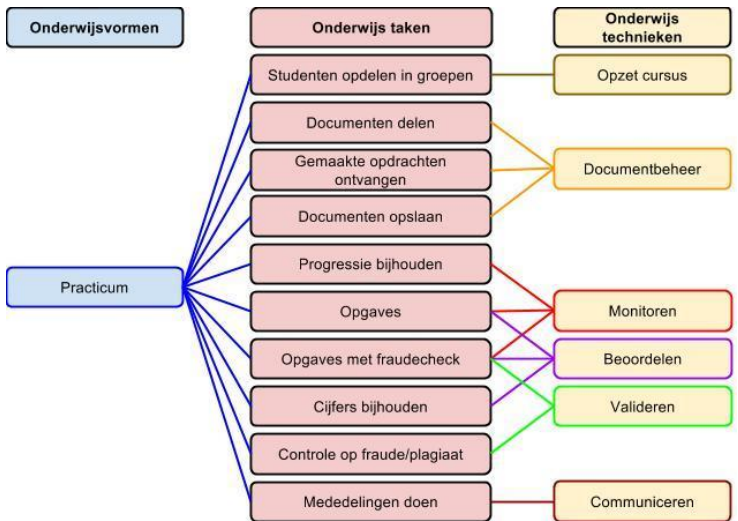 Onderwijsvormen
Onderwijs taken
Onderwijs
technieken
Studenten opdelen in groepen
Opzet cursus
Documenten delen
Gemaakte opdrachten
ontvangen
Documentbeheer
Documenten opslaan
Progressie bijhouden
Practicum
Opgaves
Monitoren
Opgaves met fraudecheck
Beoordelen
Cijfers bijhouden
Valideren
Controle op fraude/plagiaat
Mededelingen doen
Communiceren